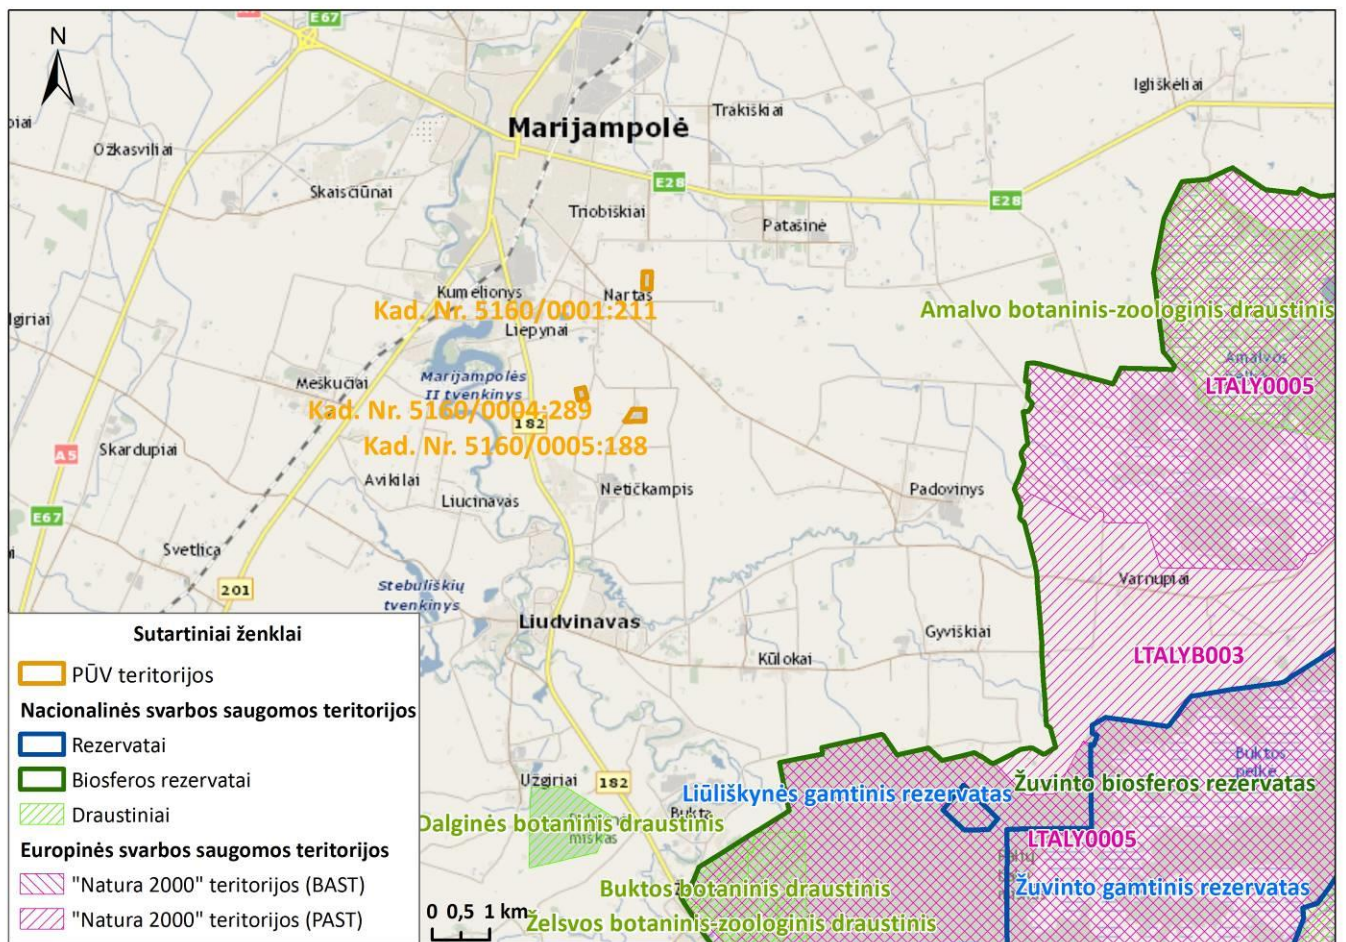 N
E67
Igliškėliai
Trakiškiai
Marijampolė
Ožkasviliai
Skaisčiūnai
E28
E28
Triobiškiai
Patašinė
Kumelionys
Nartas
Kad. Nr. 5160/0001:211
Amalvo botaninis-zoologinis draustinis
Liepynai
Amalvos
Meškučiai
Marijampolės
II tvenkinys
LTALY0005
Kad. Nr. 5160/0004:289
182
Kad. Nr. 5160/0005:188
A5
Skardupiai
Avikilai
Liucinavas
Netičkampis
Padovinys
E67
Svetlica
201
Stebuliškių
tvenkinys
Varnupiai
Liudvinavas
Gyviškiai
Kūlokai
LTALYB003
Sutartiniai ženklai
PŪV teritorijos
Nacionalinės svarbos saugomos teritorijos
Rezervatai
Biosferos rezervatai
Draustiniai
Europinės svarbos saugomos teritorijos
"Natura 2000" teritorijos (BAST)
"Natura 2000" teritorijos (PAST)
Buktos
pelkė
Užgiriai
182
Žuvinto biosferos rezervatas
Liūliškynės gamtinis rezervatas
Bukta
Dalginės botaninis draustinis
miškas
LTALY0005
Buktos botaninis draustinis
Žuvinto gamtinis rezervatas
0 0,5 1 km
Želsvos botaninis-zoologinis draustinis